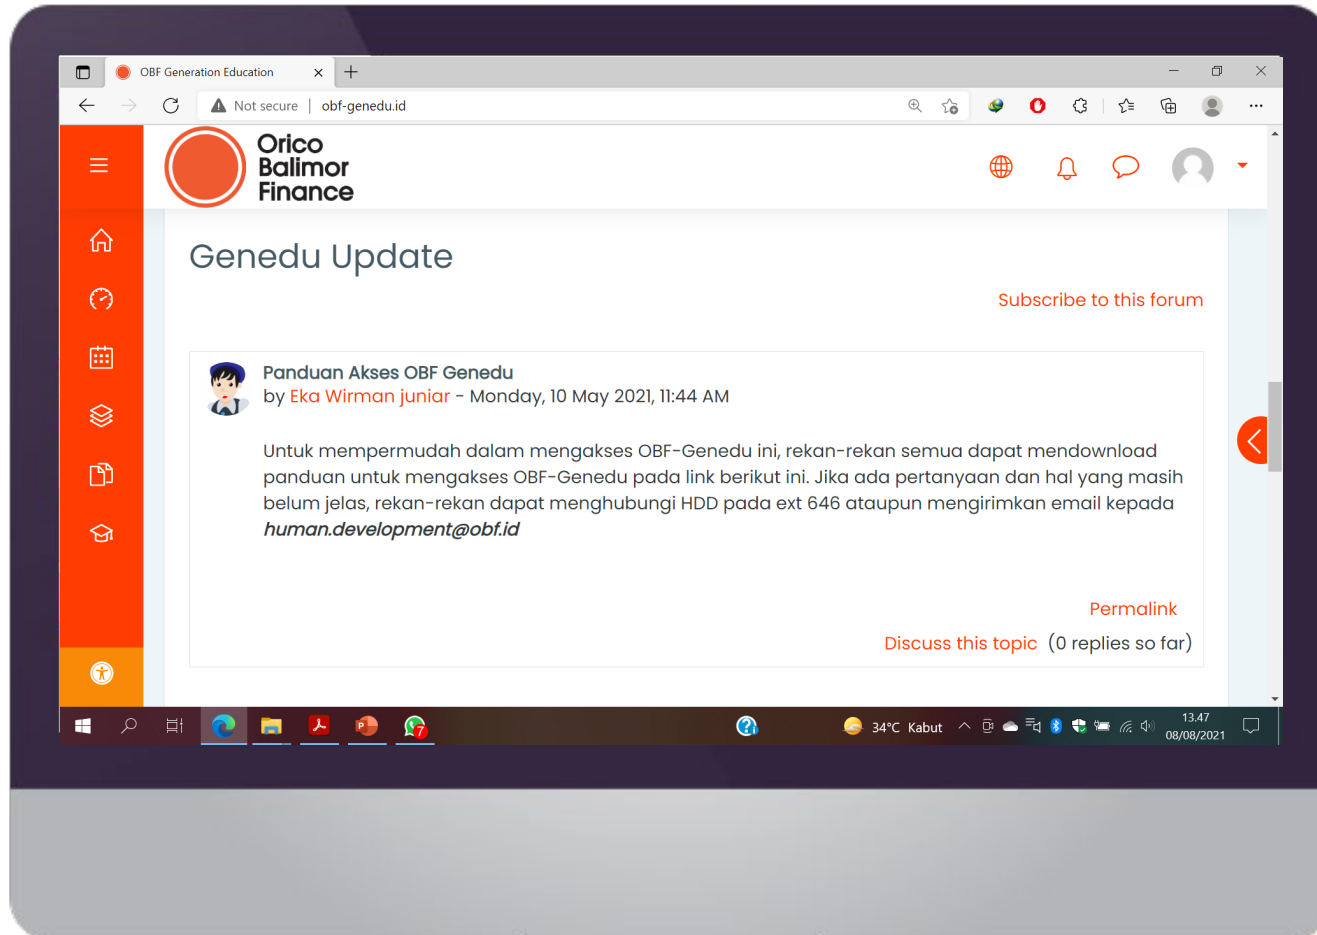 OBF Generation Education
Not secure | obf-genedu.id
Orico
Balimor
Finance
Genedu Update
Subscribe to this forum
Panduan Akses OBF Genedu
by Eka Wirman juniar - Monday, 10 May 2021, 11:44 AM
Untuk mempermudah dalam mengakses OBF-Genedu ini, rekan-rekan semua dapat mendownload
panduan untuk mengakses OBF-Genedu pada link berikut ini. Jika ada pertanyaan dan hal yang masih
belum jelas, rekan-rekan dapat menghubungi HDD pada ext 646 ataupun mengirimkan email kepada
human.development@obf.id
Permalink
Discuss this topic (0 replies so far)
7
34°C Kabut
13.47
08/08/2021